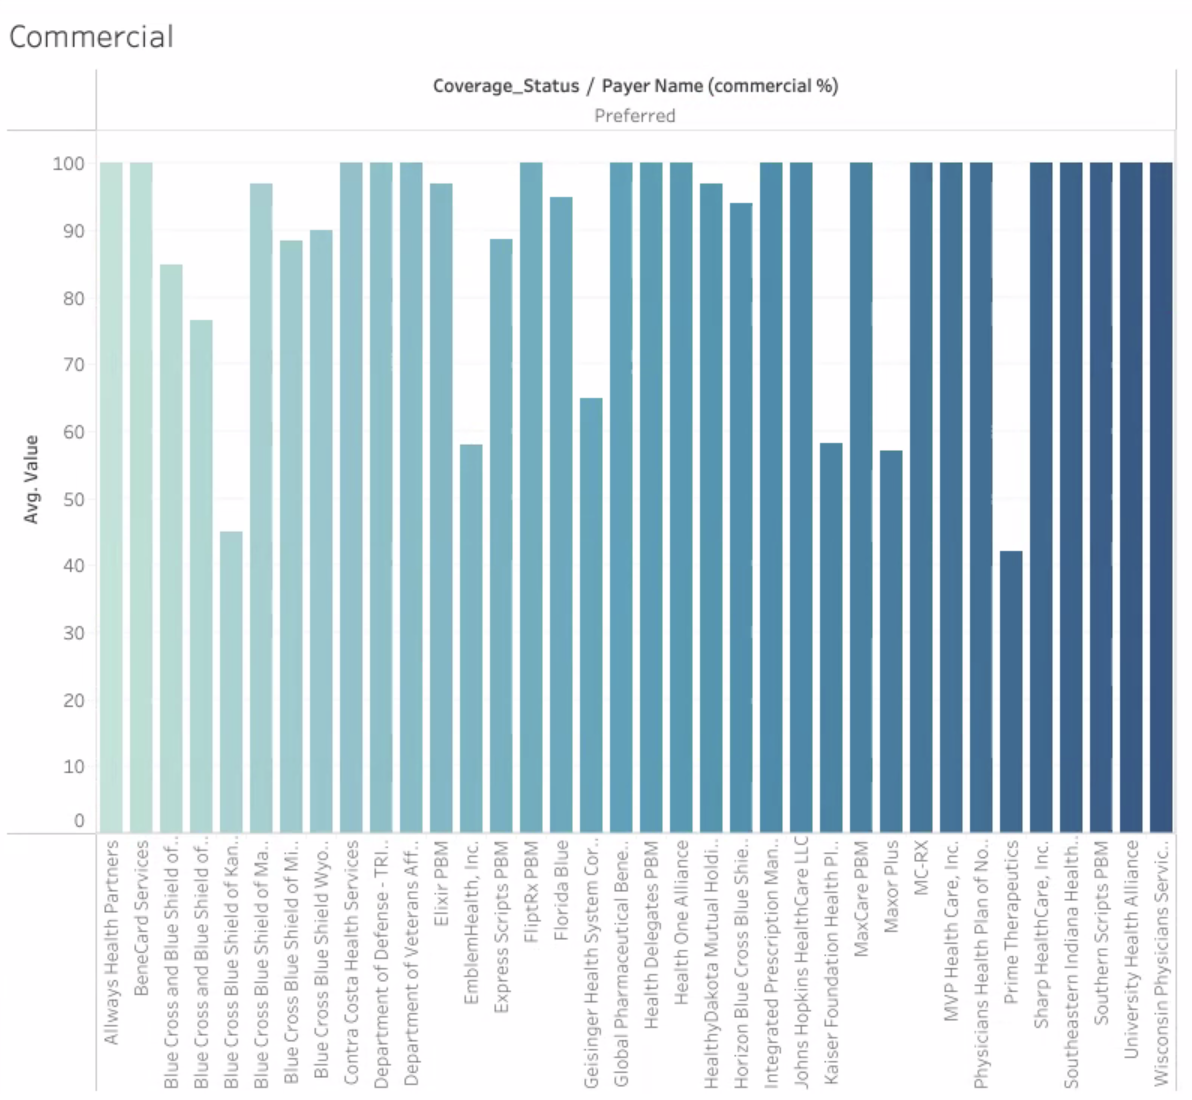 Commercial
Coverage_Status / Payer Name (commercial %)
Preferred
100
90
80
70
60
50
40
30
20
10
0
Avg. Value
Allways Health Partners
BeneCard Services
Blue Cross and Blue Shield of..
Blue Cross and Blue Shield of..
Blue Cross Blue Shield of Kan..
Blue Cross Blue Shield of Ma..
Blue Cross Blue Shield of Mi..
Blue Cross Blue Shield Wyo..
Contra Costa Health Services
Department of Defense - TRI..
Department of Veterans Aff..
Elixir PBM
EmblemHealth, Inc.
Express Scripts PBM
FliptRx PBM
Florida Blue
Geisinger Health System Cor..
Global Pharmaceutical Bene..
Health Delegates PBM
Health One Alliance
HealthyDakota Mutual Holdi..
Horizon Blue Cross Blue Shie..
Integrated Prescription Man..
Johns Hopkins HealthCare LLC
Kaiser Foundation Health Pl..
MaxCare PBM
Maxor Plus
MC-RX
MVP Health Care, Inc.
Physicians Health Plan of No..
Prime Therapeutics
Sharp HealthCare, Inc.
Southeastern Indiana Health..
Southern Scripts PBM
University Health Alliance
Wisconsin Physicians Servic..